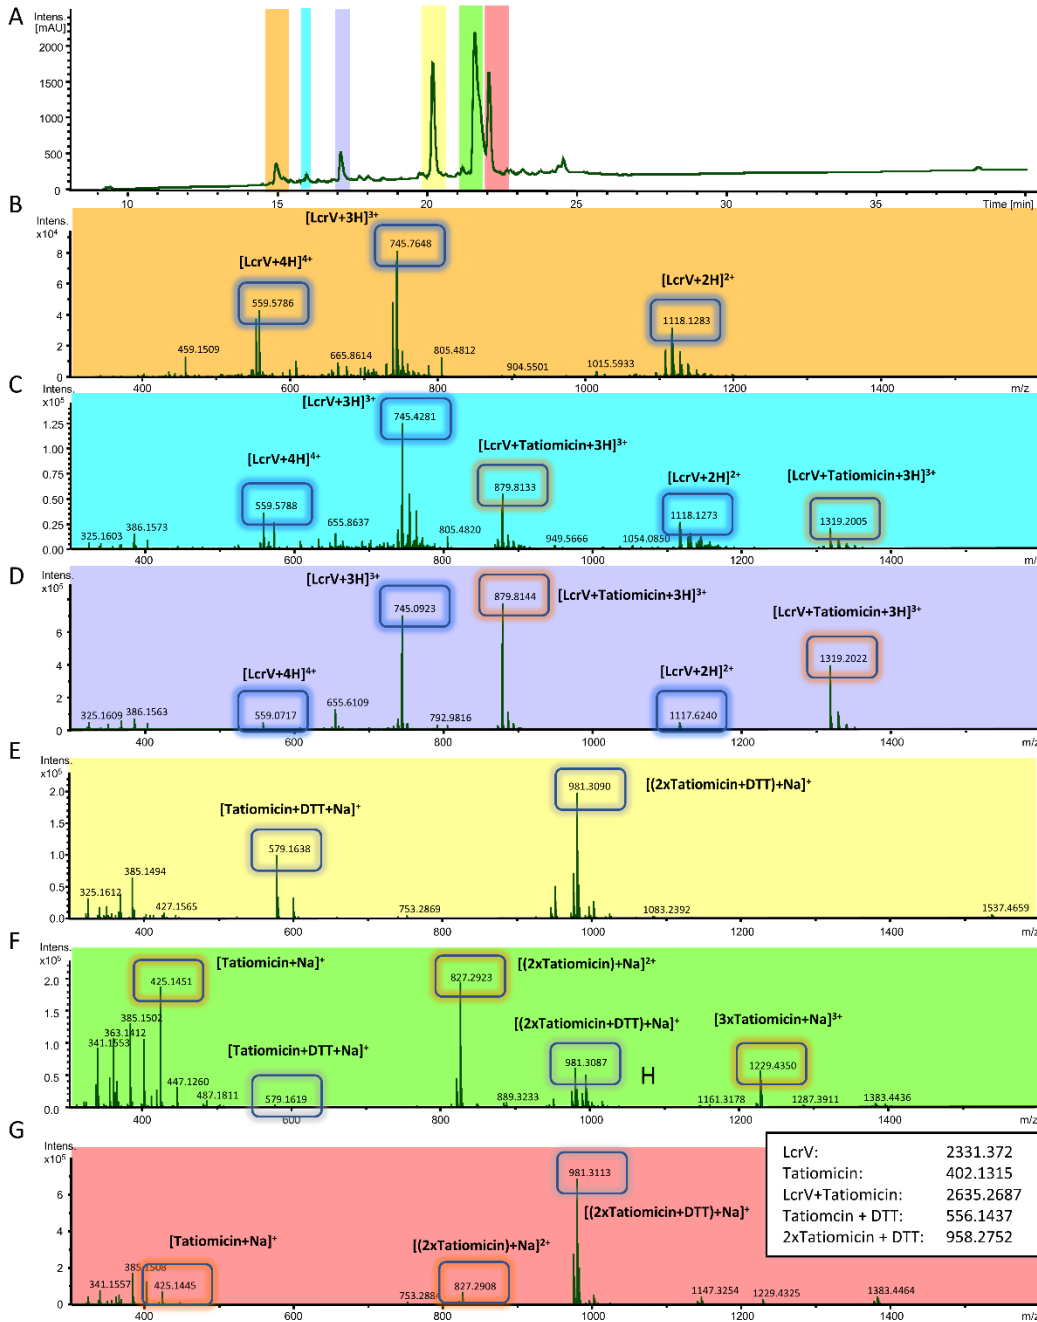 A
Intens.
[mAU]
2000
1500
1000
500
0
10 15 20 25 30 35 Time [min]
B
Intens.
x10⁴
8
6
4
2
0
[LcrV+3H]³⁺
745.7648
[LcrV+4H]⁴⁺
559.5786
[LcrV+2H]²⁺
1118.1283
459.1509
665.8614
805.4812
904.5501
1015.5933
400 600 800 1000 1200 1400 m/z
C
Intens.
x10⁵
1.25
1.00
0.75
0.50
0.25
0.00
[LcrV+3H]³⁺
745.4281
[LcrV+4H]⁴⁺
559.5788
[LcrV+Tatiomicin+3H]³⁺
879.8133
[LcrV+2H]²⁺
1118.1273
[LcrV+Tatiomicin+3H]³⁺
1319.2005
325.1603
386.1573
655.8637
805.4820
949.5666
1054.0850
400 600 800 1000 1200 1400 m/z
D
Intens.
x10⁵
6
4
2
0
[LcrV+3H]³⁺
745.0923
879.8144
[LcrV+Tatiomicin+3H]³⁺
[LcrV+Tatiomicin+3H]³⁺
1319.2022
[LcrV+4H]⁴⁺
559.0717
[LcrV+2H]²⁺
1117.6240
325.1609
386.1563
655.6109
792.9816
400 600 800 1000 1200 1400 m/z
E
Intens.
x10⁵
2.0
1.5
1.0
0.5
0.0
981.3090
[(2xTatiomicin+DTT)+Na]⁺
[Tatiomicin+DTT+Na]⁺
579.1638
325.1612
385.1494
427.1565
753.2869
1083.2392
1537.4659
400 600 800 1000 1200 1400 m/z
F
Intens.
x10⁵
2.0
1.5
1.0
0.5
0.0
425.1451
[Tatiomicin+Na]⁺
827.2923
[(2xTatiomicin)+Na]²⁺
385.1502
363.1412
341.1553
447.1260
487.1811
[Tatiomicin+DTT+Na]⁺
579.1619
[(2xTatiomicin+DTT)+Na]⁺
981.3087
H
[3xTatiomicin+Na]³⁺
1229.4350
889.3233
1161.3178
1287.3911
1383.4436
400 600 800 1000 1200 1400 m/z
G
Intens.
x10⁵
6
4
2
0
981.3113
[(2xTatiomicin+DTT)+Na]⁺
[Tatiomicin+Na]⁺
425.1445
[(2xTatiomicin)+Na]²⁺
827.2908
341.1557
385.1508
753.2884
1147.3254
1229.4325
1383.4464
400 600 800 1000 1200 1400 m/z
LcrV: 2331.372
Tatiomicin: 402.1315
LcrV+Tatiomicin: 2635.2687
Tatiomcin + DTT: 556.1437
2xTatiomicin + DTT: 958.2752